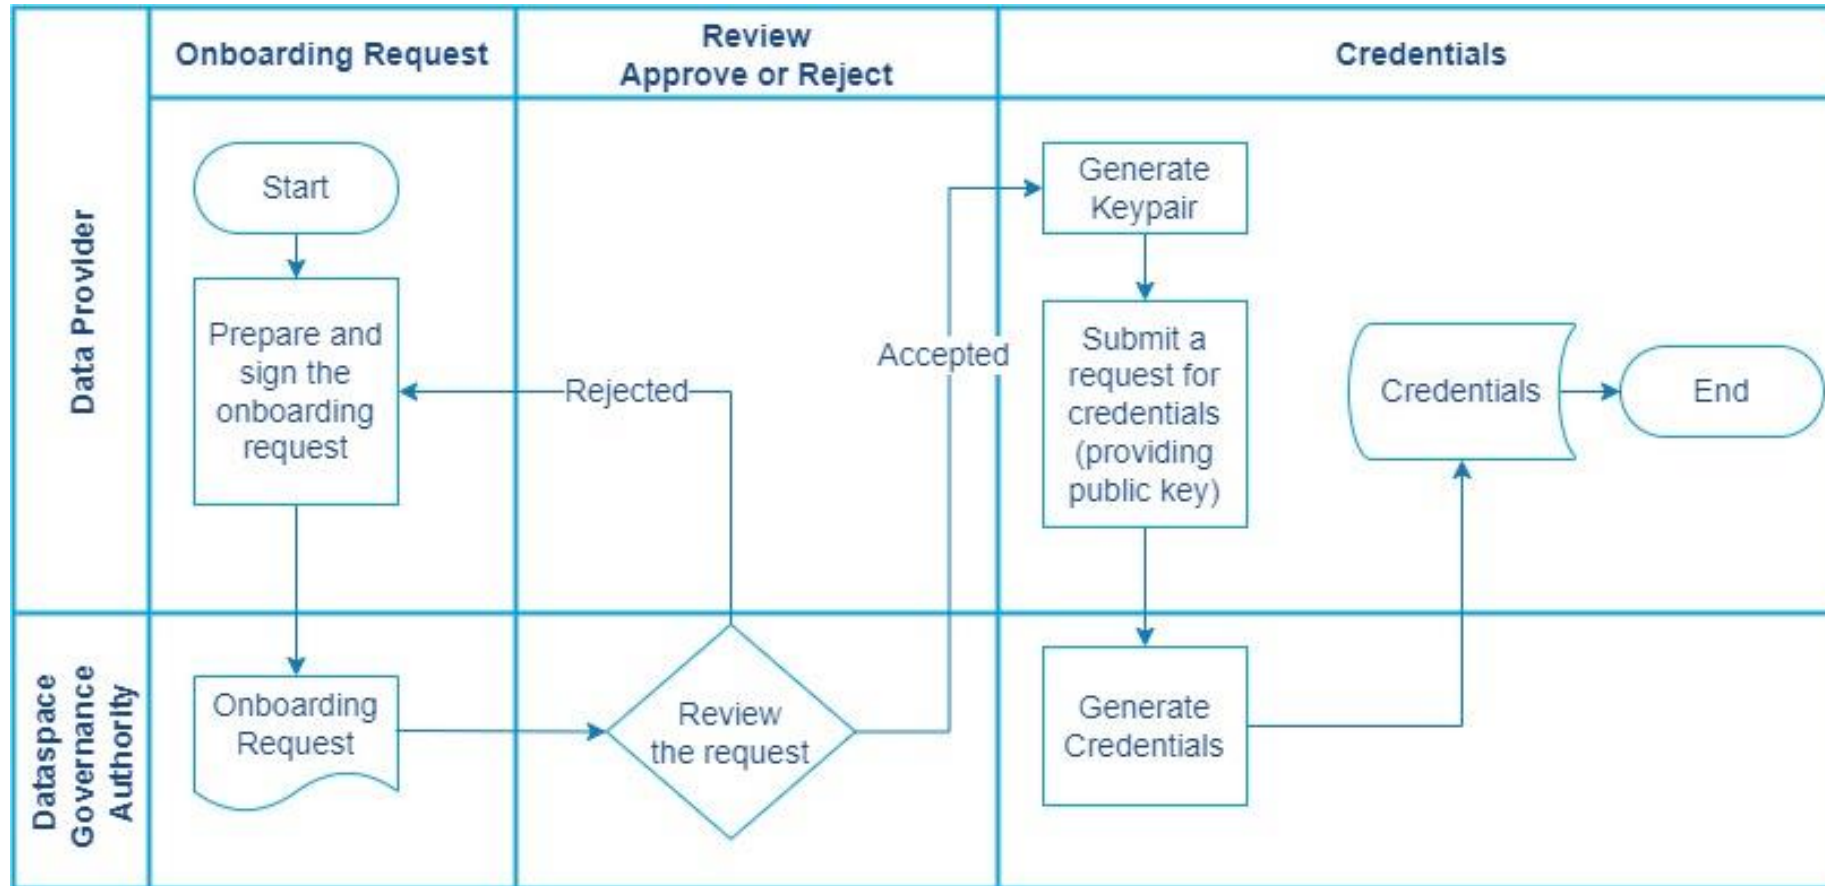 Onboarding Request
Review
Approve or Reject
Credentials
Data Provider
Start
Prepare and
sign the
onboarding
request
Rejected
Accepted
Generate
Keypair
Submit a
request for
credentials
(providing
public key)
Credentials
End
Dataspace
Governance
Authority
Onboarding
Request
Review
the request
Generate
Credentials